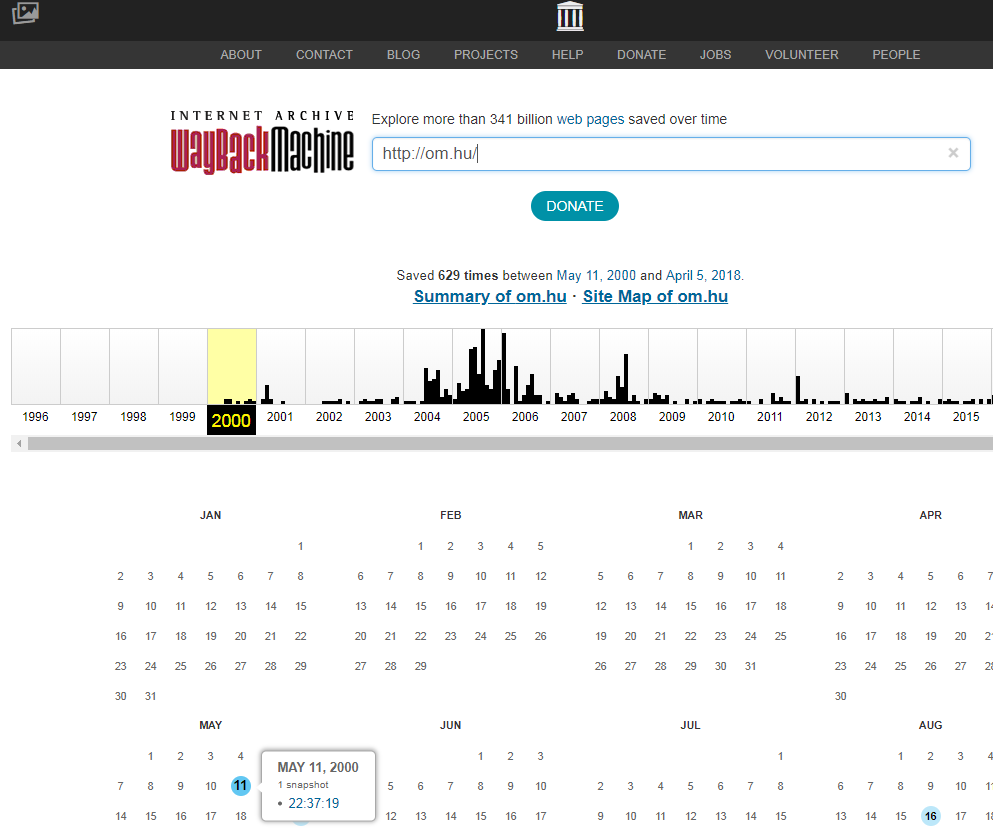 ABOUT CONTACT BLOG PROJECTS HELP DONATE JOBS VOLUNTEER PEOPLE
INTERNET ARCHIVE
WayBackMachine
Explore more than 341 billion web pages saved over time
http://om.hu/
DONATE
Saved 629 times between May 11, 2000 and April 5, 2018.
Summary of om.hu · Site Map of om.hu
1996 1997 1998 1999 2000 2001 2002 2003 2004 2005 2006 2007 2008 2009 2010 2011 2012 2013 2014 2015
JAN FEB MAR APR
1 1 2 3 4 5 1 2 3 4
2 3 4 5 6 7 8 6 7 8 9 10 11 12 5 6 7 8 9 10 11 2 3 4 5 6 7
9 10 11 12 13 14 15 13 14 15 16 17 18 19 12 13 14 15 16 17 18 9 10 11 12 13
16 17 18 19 20 21 22 20 21 22 23 24 25 26 19 20 21 22 23 24 25 16 17 18 19 20
23 24 25 26 27 28 29 27 28 29 26 27 28 29 30 31 23 24 25 26 27
30 31 30
MAY JUN JUL AUG
1 2 3 4 1 2 3 1 1 2 3 4
MAY 11, 2000
7 8 9 10 11 5 6 7 8 9 10 2 3 4 5 6 7 8 6 7 8 9 10
1 snapshot
• 22:37:19
14 15 16 17 18 12 13 14 15 16 17 9 10 11 12 13 14 15 13 14 15 16 17